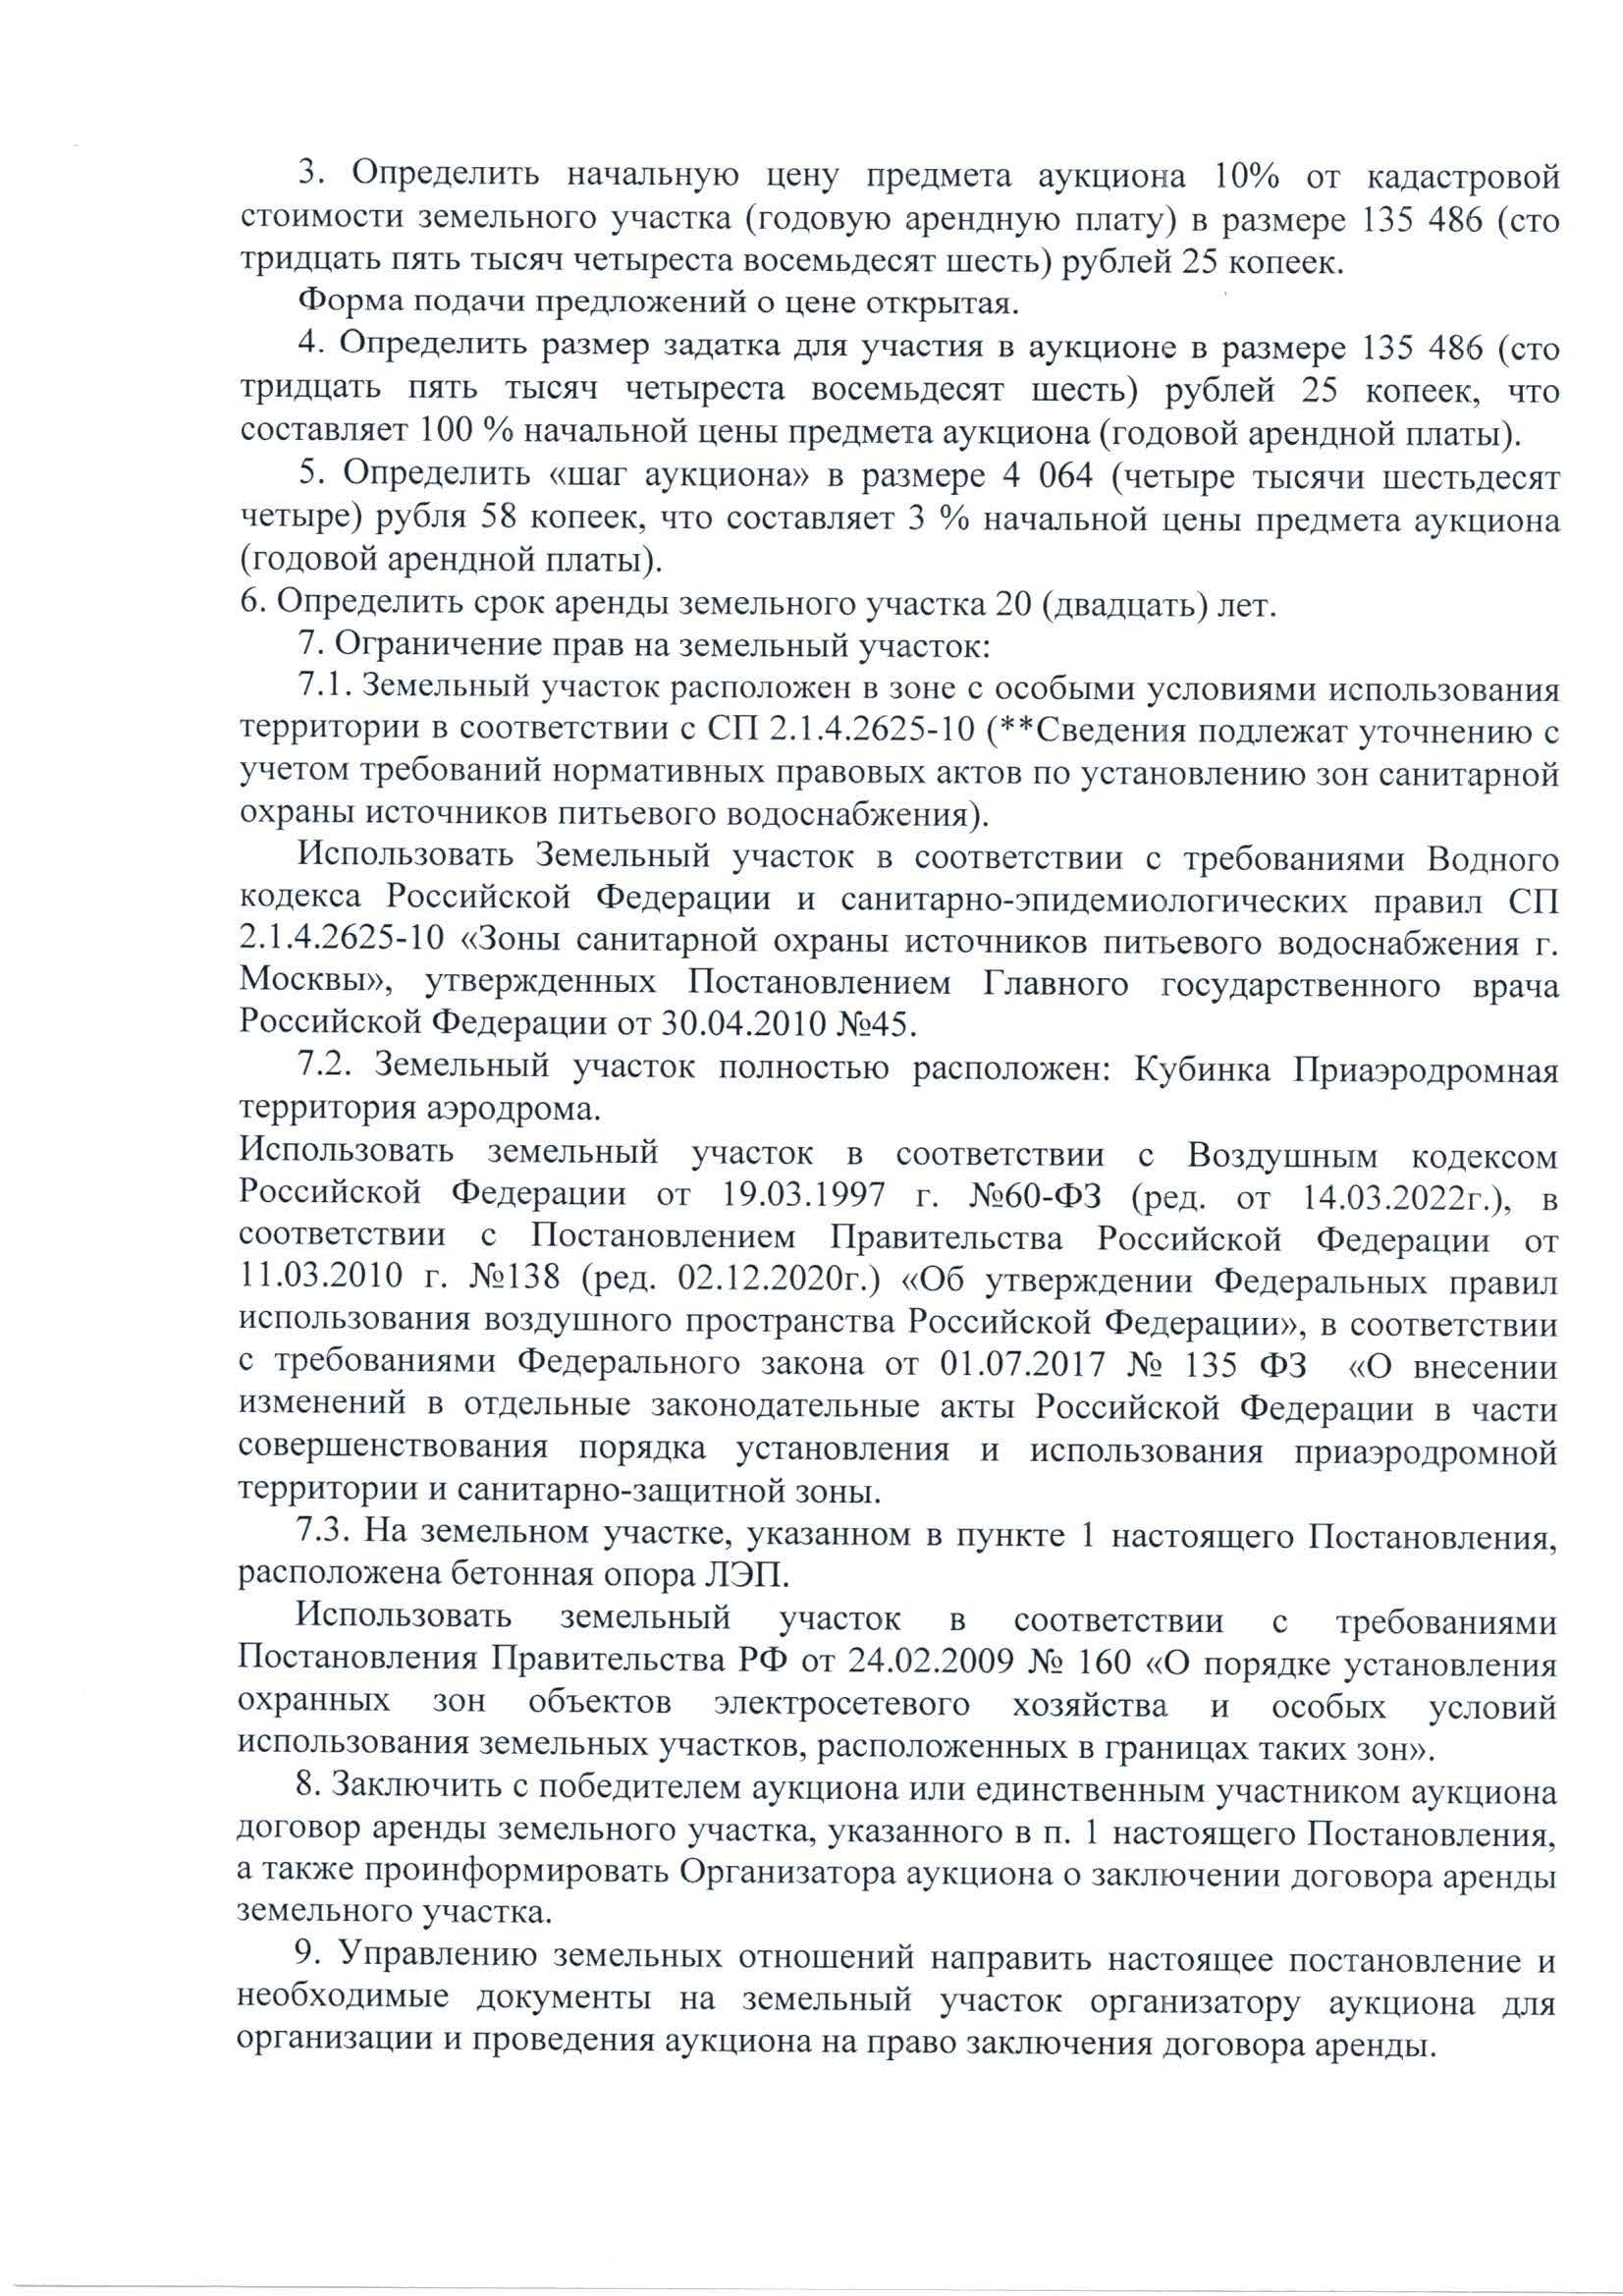 3. Определить начальную цену предмета аукциона 10% от кадастровой
стоимости земельного участка (годовую арендную плату) в размере 135 486 (сто
тридцать пять тысяч четыреста восемьдесят шесть) рублей 25 копеек.
Форма подачи предложений о цене открытая.
4. Определить размер задатка для участия в аукционе в размере 135 486 (сто
тридцать пять тысяч четыреста восемьдесят шесть) рублей 25 копеек, что
составляет 100 % начальной цены предмета аукциона (годовой арендной платы).
5. Определить «шаг аукциона» в размере 4 064 (четыре тысячи шестьдесят
четыре) рубля 58 копеек, что составляет 3 % начальной цены предмета аукциона
(годовой арендной платы).
6. Определить срок аренды земельного участка 20 (двадцать) лет.
7. Ограничение прав на земельный участок:
7.1. Земельный участок расположен в зоне с особыми условиями использования
территории в соответствии с СП 2.1.4.2625-10 (**Сведения подлежат уточнению с
учетом требований нормативных правовых актов по установлению зон санитарной
охраны источников питьевого водоснабжения).
Использовать Земельный участок в соответствии с требованиями Водного
кодекса Российской Федерации и санитарно-эпидемиологических правил СП
2.1.4.2625-10 «Зоны санитарной охраны источников питьевого водоснабжения г.
Москвы», утвержденных Постановлением Главного государственного врача
Российской Федерации от 30.04.2010 №45.
7.2. Земельный участок полностью расположен: Кубинка Приаэродромная
территория аэродрома.
Использовать земельный участок в соответствии с Воздушным кодексом
Российской Федерации от 19.03.1997 г. №60-ФЗ (ред. от 14.03.2022г.), в
соответствии с Постановлением Правительства Российской Федерации от
11.03.2010 г. №138 (ред. 02.12.2020г.) «Об утверждении Федеральных правил
использования воздушного пространства Российской Федерации», в соответствии
с требованиями Федерального закона от 01.07.2017 № 135 ФЗ «О внесении
изменений в отдельные законодательные акты Российской Федерации в части
совершенствования порядка установления и использования приаэродромной
территории и санитарно-защитной зоны.
7.3. На земельном участке, указанном в пункте 1 настоящего Постановления,
расположена бетонная опора ЛЭП.
Использовать земельный участок в соответствии с требованиями
Постановления Правительства РФ от 24.02.2009 № 160 «О порядке установления
охранных зон объектов электросетевого хозяйства и особых условий
использования земельных участков, расположенных в границах таких зон».
8. Заключить с победителем аукциона или единственным участником аукциона
договор аренды земельного участка, указанного в п. 1 настоящего Постановления,
а также проинформировать Организатора аукциона о заключении договора аренды
земельного участка.
9. Управлению земельных отношений направить настоящее постановление и
необходимые документы на земельный участок организатору аукциона для
организации и проведения аукциона на право заключения договора аренды.